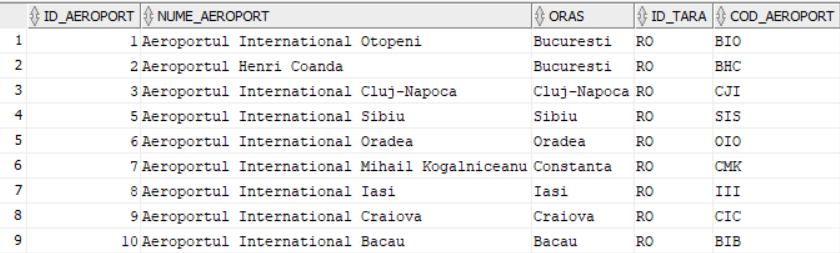 ID_AEROPORT NUME_AEROPORT ORAS ID_TARA COD_AEROPORT
1 1 Aeroportul International Otopeni Bucuresti RO BIO
2 2 Aeroportul Henri Coanda Bucuresti RO BHC
3 3 Aeroportul International Cluj-Napoca Cluj-Napoca RO CJI
4 5 Aeroportul International Sibiu Sibiu RO SIS
5 6 Aeroportul International Oradea Oradea RO OIO
6 7 Aeroportul International Mihail Kogalniceanu Constanta RO CMK
7 8 Aeroportul International Iasi Iasi RO III
8 9 Aeroportul International Craiova Craiova RO CIC
9 10 Aeroportul International Bacau Bacau RO BIB